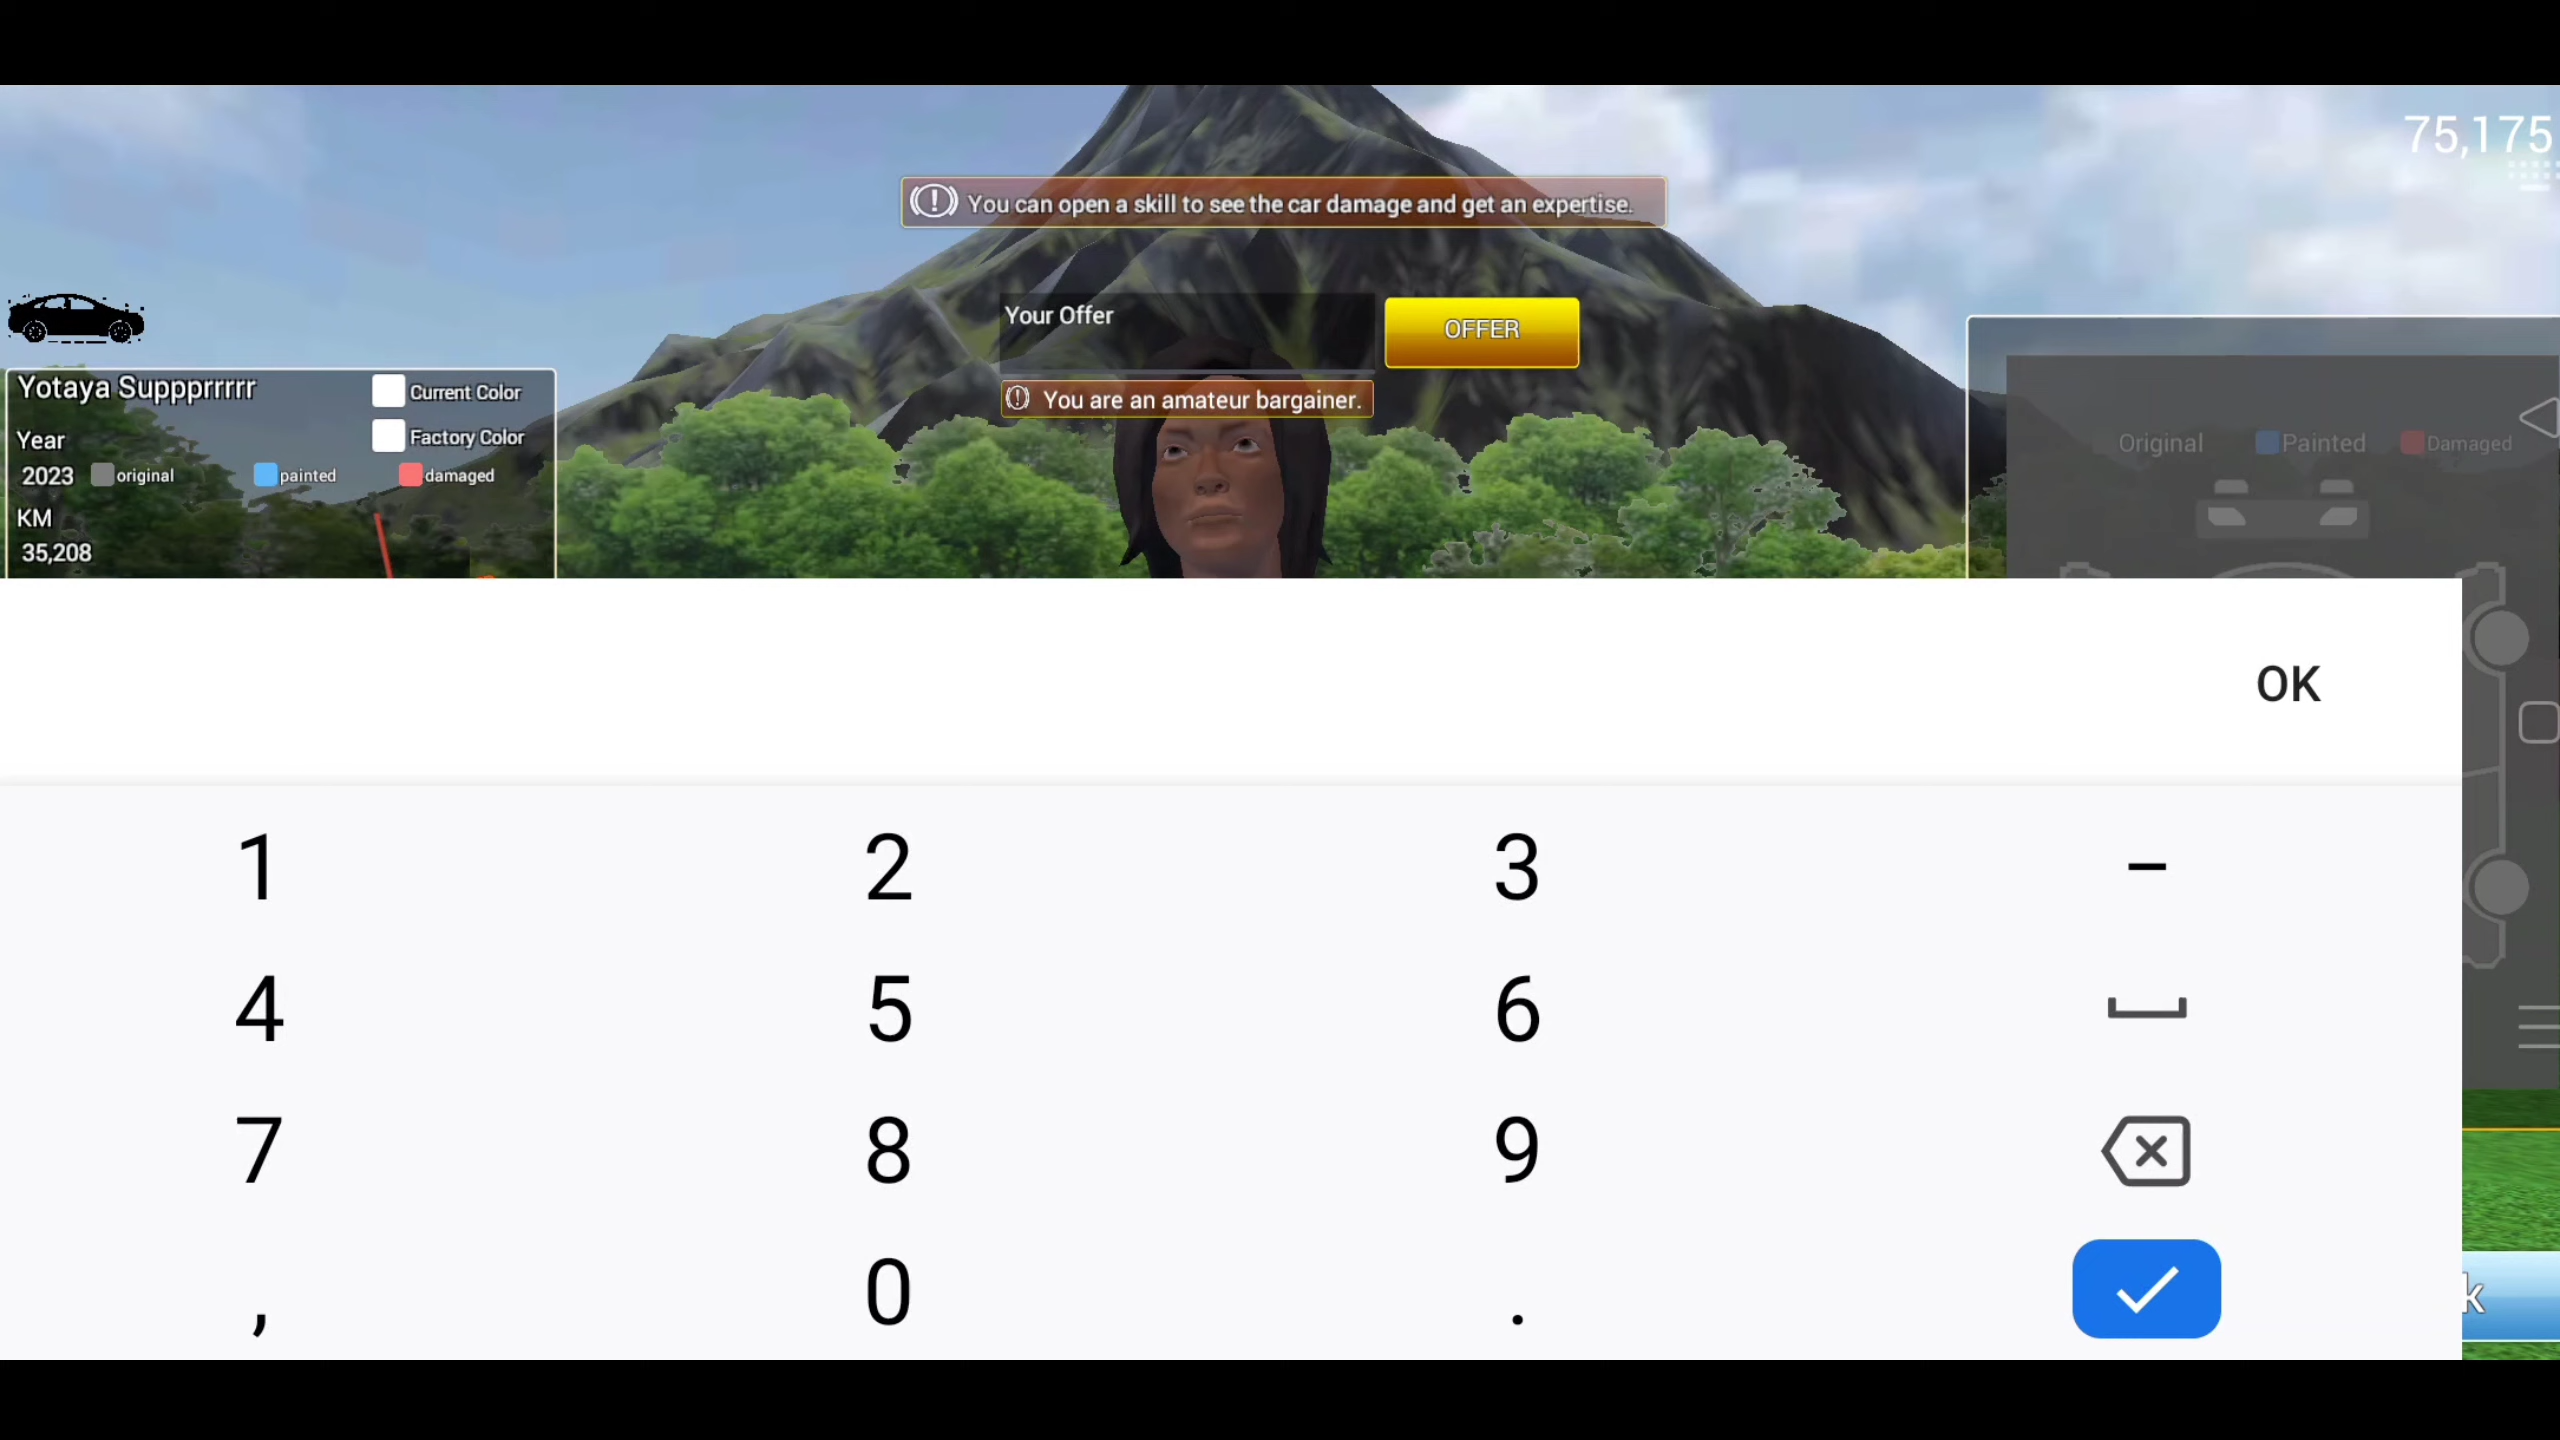 75,175
You can open a skill to see the car damage and get an expertise.
Your Offer
OFFER
You are an amateur bargainer.
Yotaya Suppprrrrr
Current Color
Year
Factory Color
2023
original
painted
damaged
KM
35,208
Original
Painted
Damaged
OK
1 2 3 –
4 5 6
7 8 9
, 0 .
k